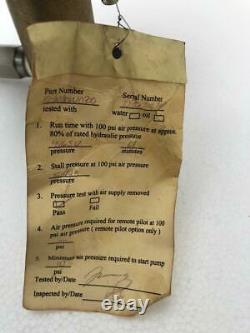 Part Number Serial Number
tested with water oil
1. Run time with 100 psi air pressure at approx.
80% of rated hydraulic pressure
psi minutes
2. Stall pressure at 100 psi air pressure
psi
3. Pressure test with air supply removed
Pass Fail
4. Air pressure required for remote pilot at 100
psi air pressure ( remote pilot option only )
psi
5. Minimum air pressure required to start pump
psi
Tested by/Date
Inspected by/Date